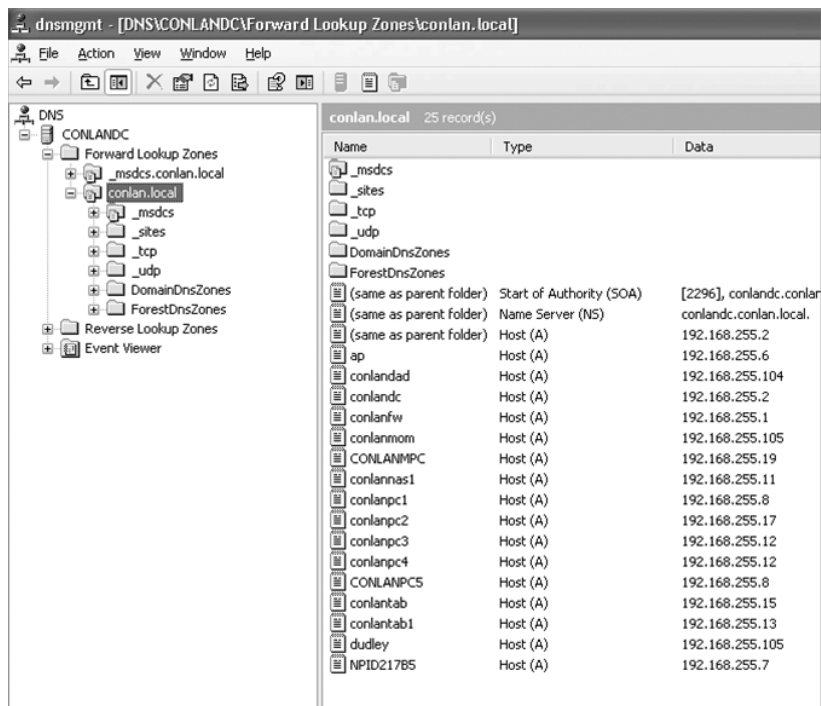 dnsmgmt - [DNS\CONLANDC\Forward Lookup Zones\conlan.local]
File Action View Window Help
DNS
CONLANDC
Forward Lookup Zones
_msdcs.conlan.local
conlan.local
_msdcs
_sites
_tcp
_udp
DomainDnsZones
ForestDnsZones
Reverse Lookup Zones
Event Viewer
conlan.local 25 record(s)
Name Type Data
_msdcs
_sites
_tcp
_udp
DomainDnsZones
ForestDnsZones
(same as parent folder) Start of Authority (SOA) [2296], conlandc.conlan
(same as parent folder) Name Server (NS) conlandc.conlan.local.
(same as parent folder) Host (A) 192.168.255.2
ap Host (A) 192.168.255.6
conlandad Host (A) 192.168.255.104
conlandc Host (A) 192.168.255.2
conlanfw Host (A) 192.168.255.1
conlanmom Host (A) 192.168.255.105
CONLANMPC Host (A) 192.168.255.19
conlannas1 Host (A) 192.168.255.11
conlanpc1 Host (A) 192.168.255.8
conlanpc2 Host (A) 192.168.255.17
conlanpc3 Host (A) 192.168.255.12
conlanpc4 Host (A) 192.168.255.12
CONLANPC5 Host (A) 192.168.255.8
conlantab Host (A) 192.168.255.15
conlantab1 Host (A) 192.168.255.13
dudley Host (A) 192.168.255.105
NPID217B5 Host (A) 192.168.255.7